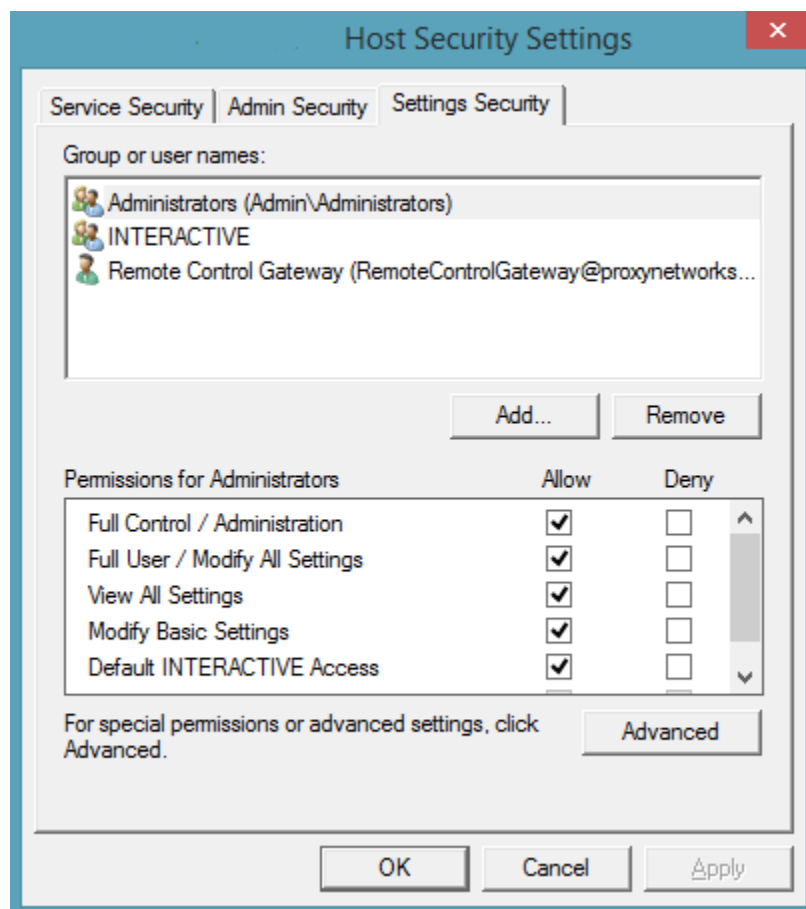 Host Security Settings
Service Security
Admin Security
Settings Security
Group or user names:
Administrators (Admin\Administrators)
INTERACTIVE
Remote Control Gateway (RemoteControlGateway@proxynetworks...
Add...
Remove
Permissions for Administrators
Allow
Deny
Full Control / Administration
Full User / Modify All Settings
View All Settings
Modify Basic Settings
Default INTERACTIVE Access
For special permissions or advanced settings, click
Advanced.
Advanced
OK
Cancel
Apply